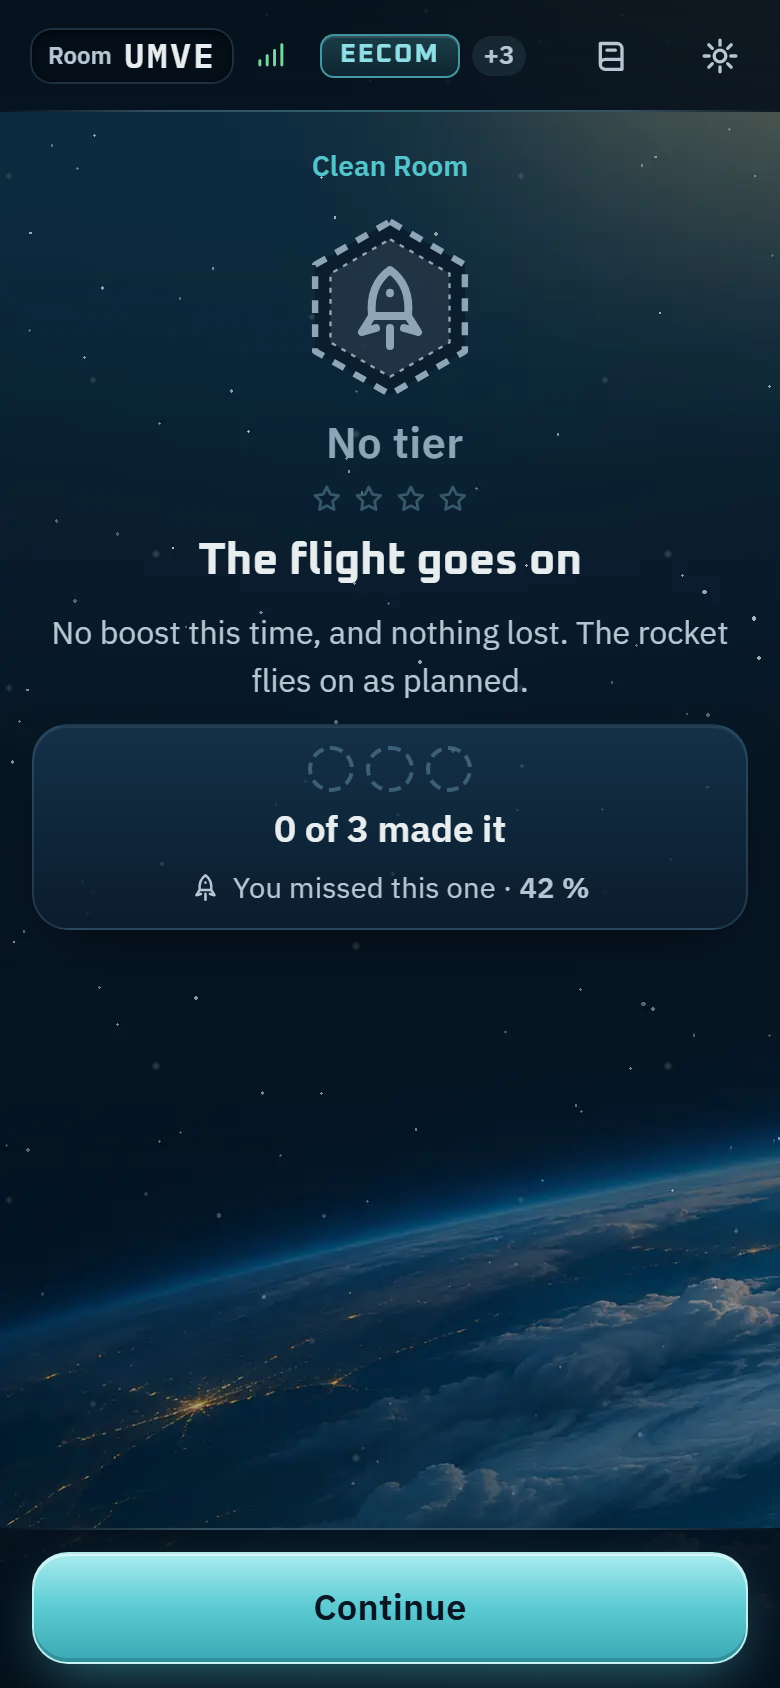 Room UMVE EECOM +3
Clean Room
No tier
The flight goes on
No boost this time, and nothing lost. The rocket
flies on as planned.
0 of 3 made it
You missed this one · 42 %
Continue